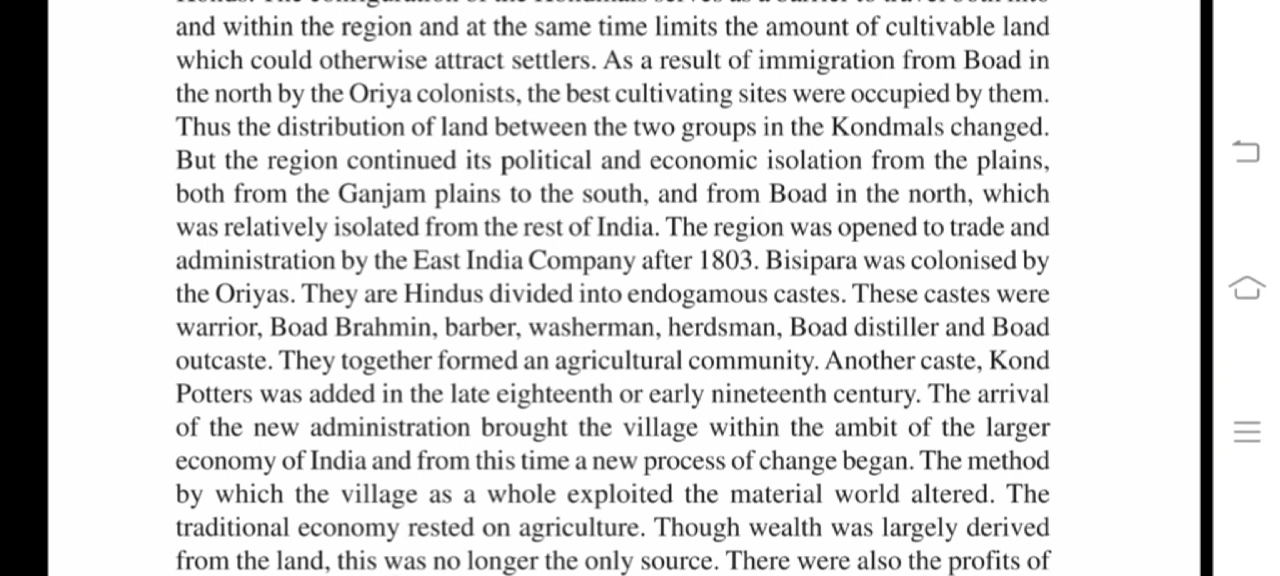 and within the region and at the same time limits the amount of cultivable land
which could otherwise attract settlers. As a result of immigration from Boad in
the north by the Oriya colonists, the best cultivating sites were occupied by them.
Thus the distribution of land between the two groups in the Kondmals changed.
But the region continued its political and economic isolation from the plains,
both from the Ganjam plains to the south, and from Boad in the north, which
was relatively isolated from the rest of India. The region was opened to trade and
administration by the East India Company after 1803. Bisipara was colonised by
the Oriyas. They are Hindus divided into endogamous castes. These castes were
warrior, Boad Brahmin, barber, washerman, herdsman, Boad distiller and Boad
outcaste. They together formed an agricultural community. Another caste, Kond
Potters was added in the late eighteenth or early nineteenth century. The arrival
of the new administration brought the village within the ambit of the larger
economy of India and from this time a new process of change began. The method
by which the village as a whole exploited the material world altered. The
traditional economy rested on agriculture. Though wealth was largely derived
from the land, this was no longer the only source. There were also the profits of